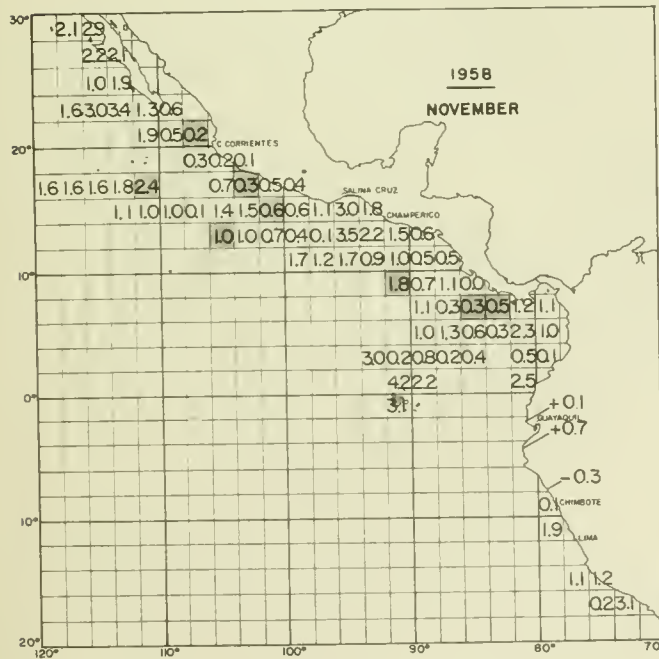 30°
2.1 2.9
2.2 2.1
1958
1.0 1.9
NOVEMBER
1.6 3.0 3.4 1.3 0.6
1.9 0.5 0.2
20°
C. CORRIENTES
0.3 0.2 0.1
1.6 1.6 1.6 1.8 2.4 0.7 0.3 0.5 0.4
SALINA CRUZ
1.1 1.0 1.0 0.1 1.4 1.5 0.6 0.6 1.1 3.0 1.8
CHAMPERICO
1.0 1.0 0.7 0.4 0.1 3.5 2.2 1.5 0.6
1.7 1.2 1.7 0.9 1.0 0.5 0.5
10°
1.8 0.7 1.1 0.0
1.1 0.3 0.3 0.5 1.2 1.1
1.0 1.3 0.6 0.3 2.3 1.0
3.0 0.2 0.8 0.2 0.4 0.5 0.1
4.2 2.2 2.5
0°
3.1
+0.1
GUAYAQUIL
+0.7
-0.3
0.1
CHIMBOTE
10°
1.9
LIMA
1.1 1.2
0.2 3.1
20°
120° 110° 100° 90° 80° 70°